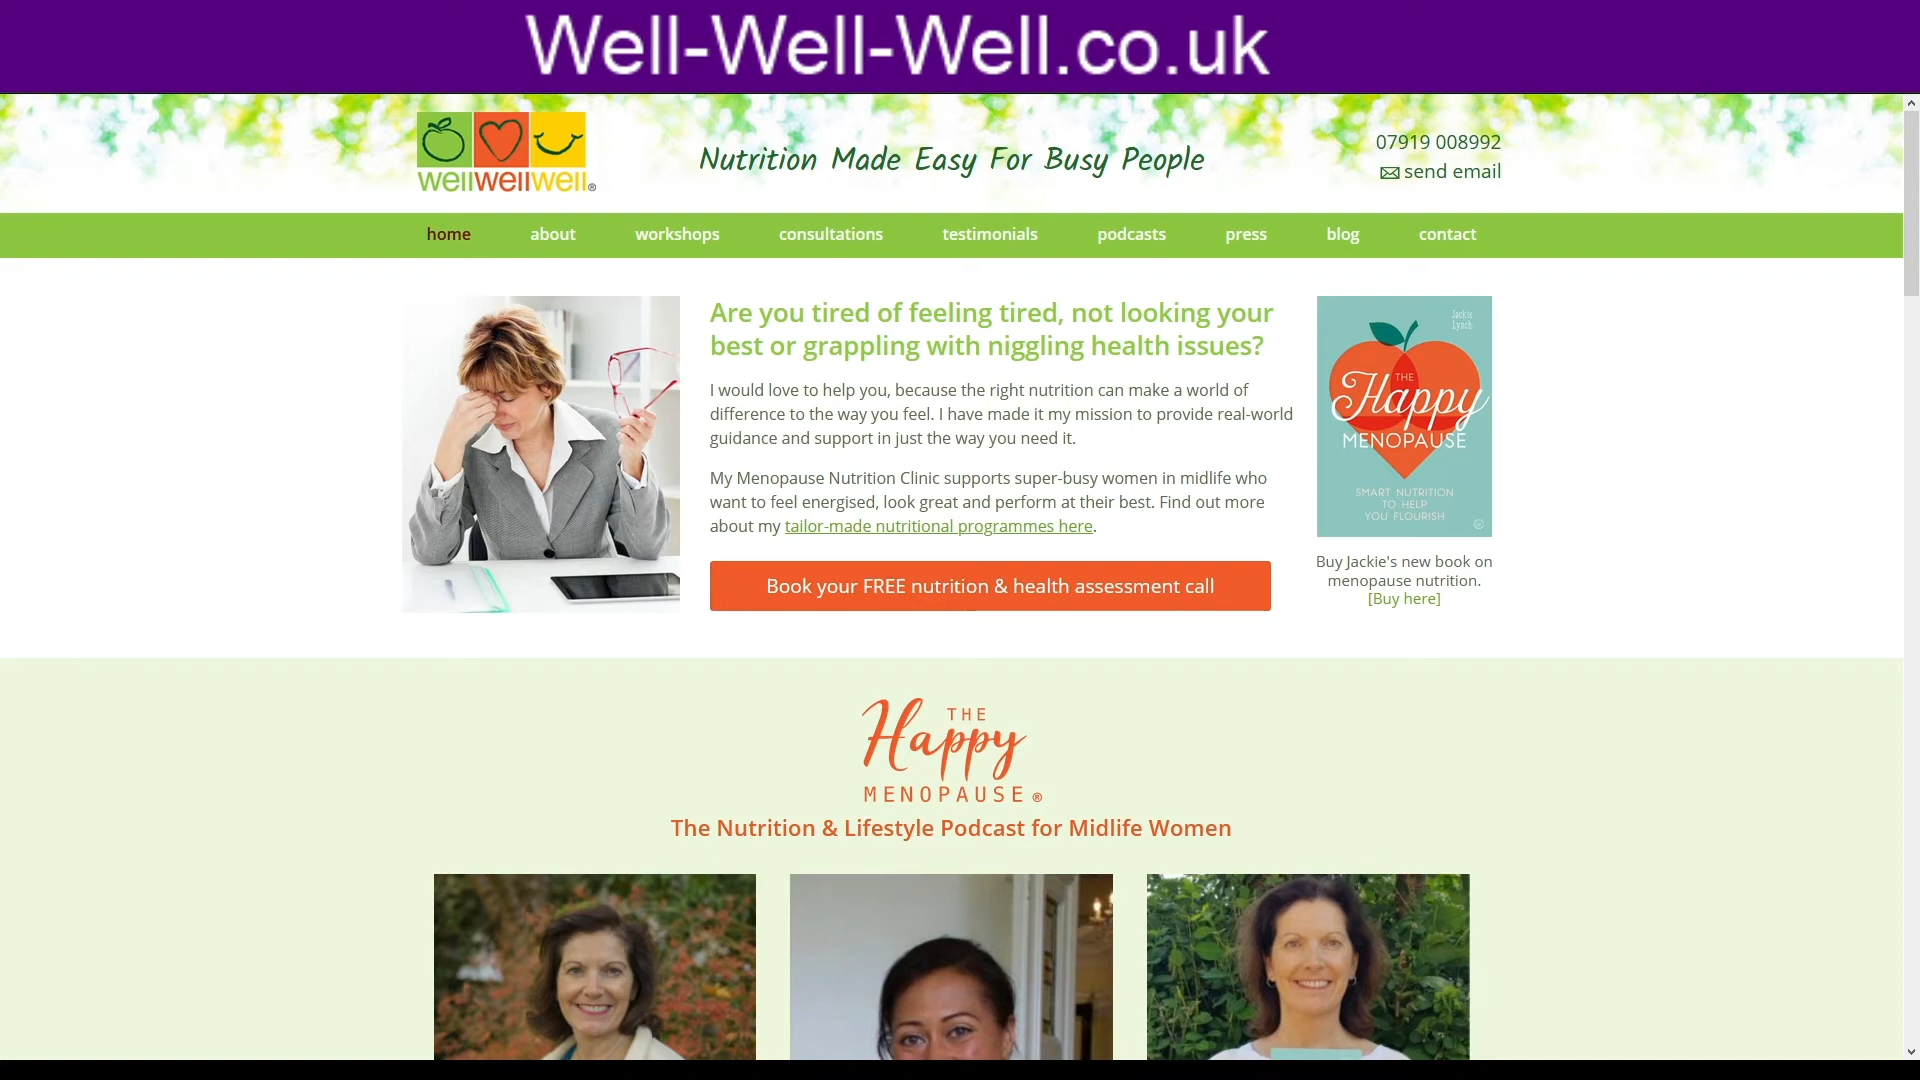 Well-Well-Well.co.uk
wellwellwell®
Nutrition Made Easy For Busy People
07919 008992
send email
home about workshops consultations testimonials podcasts press blog contact
Are you tired of feeling tired, not looking your
best or grappling with niggling health issues?
I would love to help you, because the right nutrition can make a world of
difference to the way you feel. I have made it my mission to provide real-world
guidance and support in just the way you need it.
My Menopause Nutrition Clinic supports super-busy women in midlife who
want to feel energised, look great and perform at their best. Find out more
about my tailor-made nutritional programmes here.
Book your FREE nutrition & health assessment call
Jackie
Lynch
THE
Happy
MENOPAUSE
SMART NUTRITION
TO HELP
YOU FLOURISH
Buy Jackie's new book on
menopause nutrition.
[Buy here]
THE
Happy
MENOPAUSE ®
The Nutrition & Lifestyle Podcast for Midlife Women